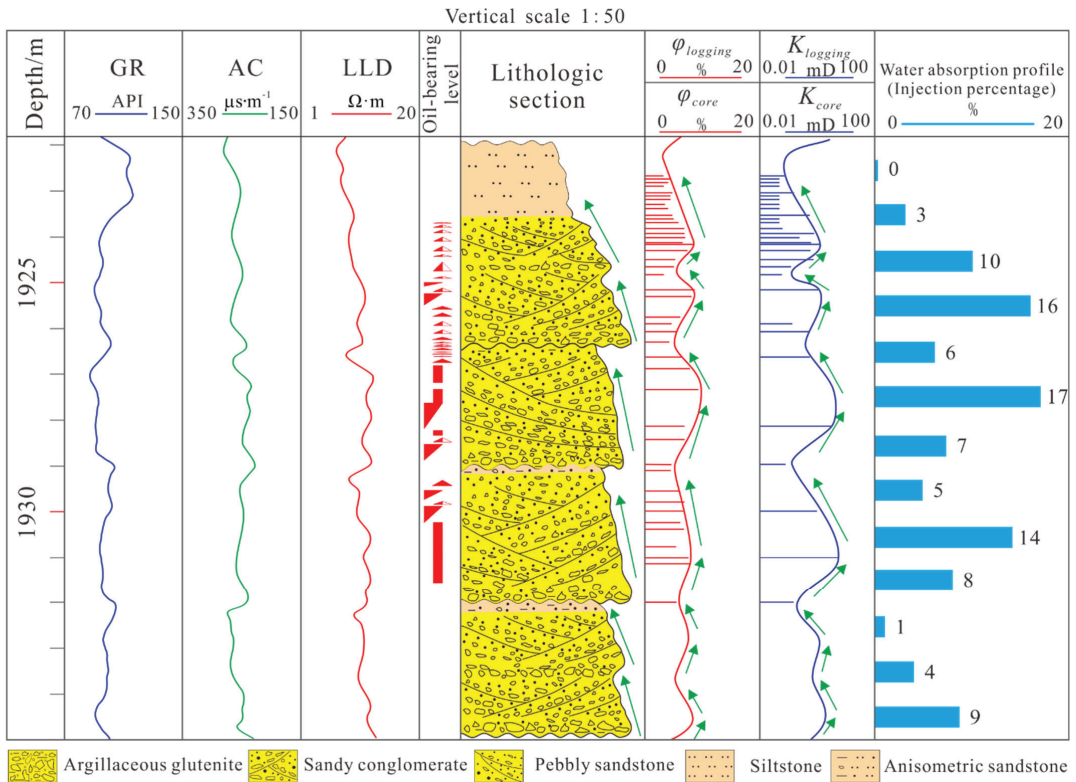 Vertical scale 1:50
Depth/m
GR
70 API 150
AC
350 μs·m⁻¹ 150
LLD
1 Ω·m 20
Oil-bearing
level
Lithologic
section
φlogging
0 % 20
φcore
0 % 20
Klogging
0.01 mD 100
Kcore
0.01 mD 100
Water absorption profile
(Injection percentage)
%
0 20
1925
1930
0
3
10
16
6
17
7
5
14
8
1
4
9
Argillaceous glutenite
Sandy conglomerate
Pebbly sandstone
Siltstone
Anisometric sandstone